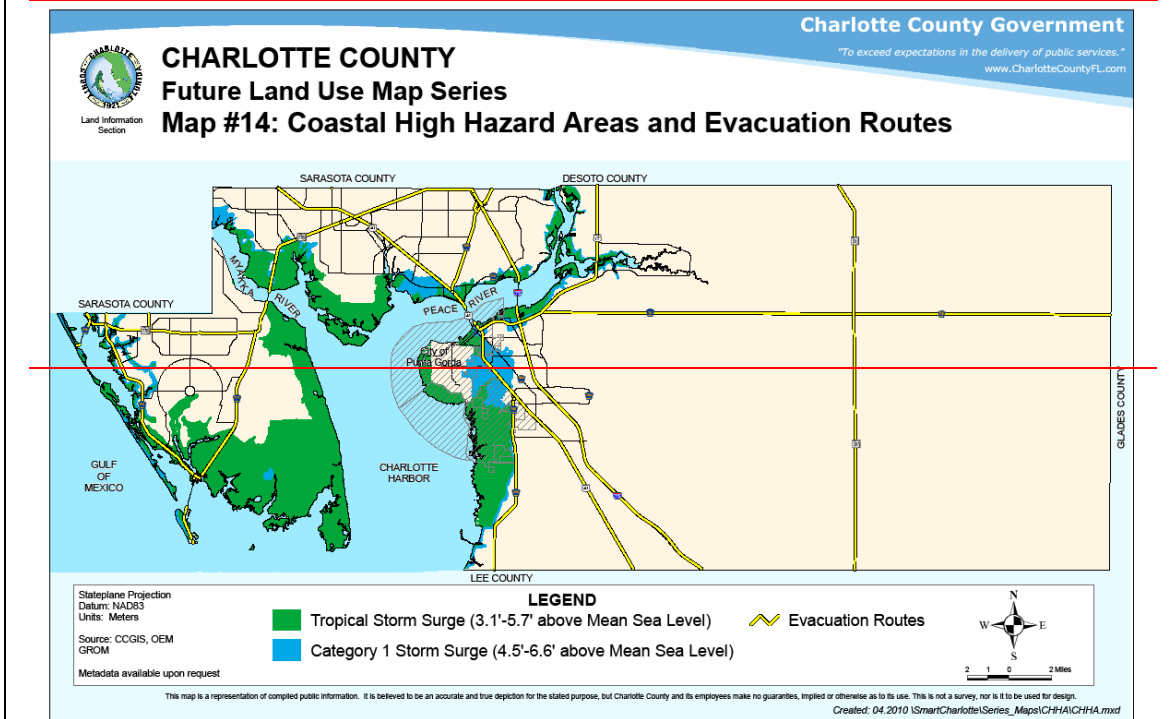 Charlotte County Government
"To exceed expectations in the delivery of public services."
www.CharlotteCountyFL.com
CHARLOTTE COUNTY
Future Land Use Map Series
Map #14: Coastal High Hazard Areas and Evacuation Routes
CHARLOTTE COUNTY
1921
Land Information
Section
SARASOTA COUNTY
DESOTO COUNTY
MYAKKA RIVER
SARASOTA COUNTY
PEACE RIVER
City of
Punta Gorda
GLADES COUNTY
GULF
OF
MEXICO
CHARLOTTE
HARBOR
LEE COUNTY
Stateplane Projection
Datum: NAD83
Units: Meters
Source: CCGIS, OEM
GROM
Metadata available upon request
LEGEND
Tropical Storm Surge (3.1'-5.7' above Mean Sea Level)
Evacuation Routes
Category 1 Storm Surge (4.5'-6.6' above Mean Sea Level)
N
W E
S
2 1 0 2 Miles
This map is a representation of compiled public information. It is believed to be an accurate and true depiction for the stated purpose, but Charlotte County and its employees make no guaranties, implied or otherwise as to its use. This is not a survey, nor is it to be used for design.
Created: 04.2010 \SmartCharlotte\Series_Maps\CHHA\CHHA.mxd